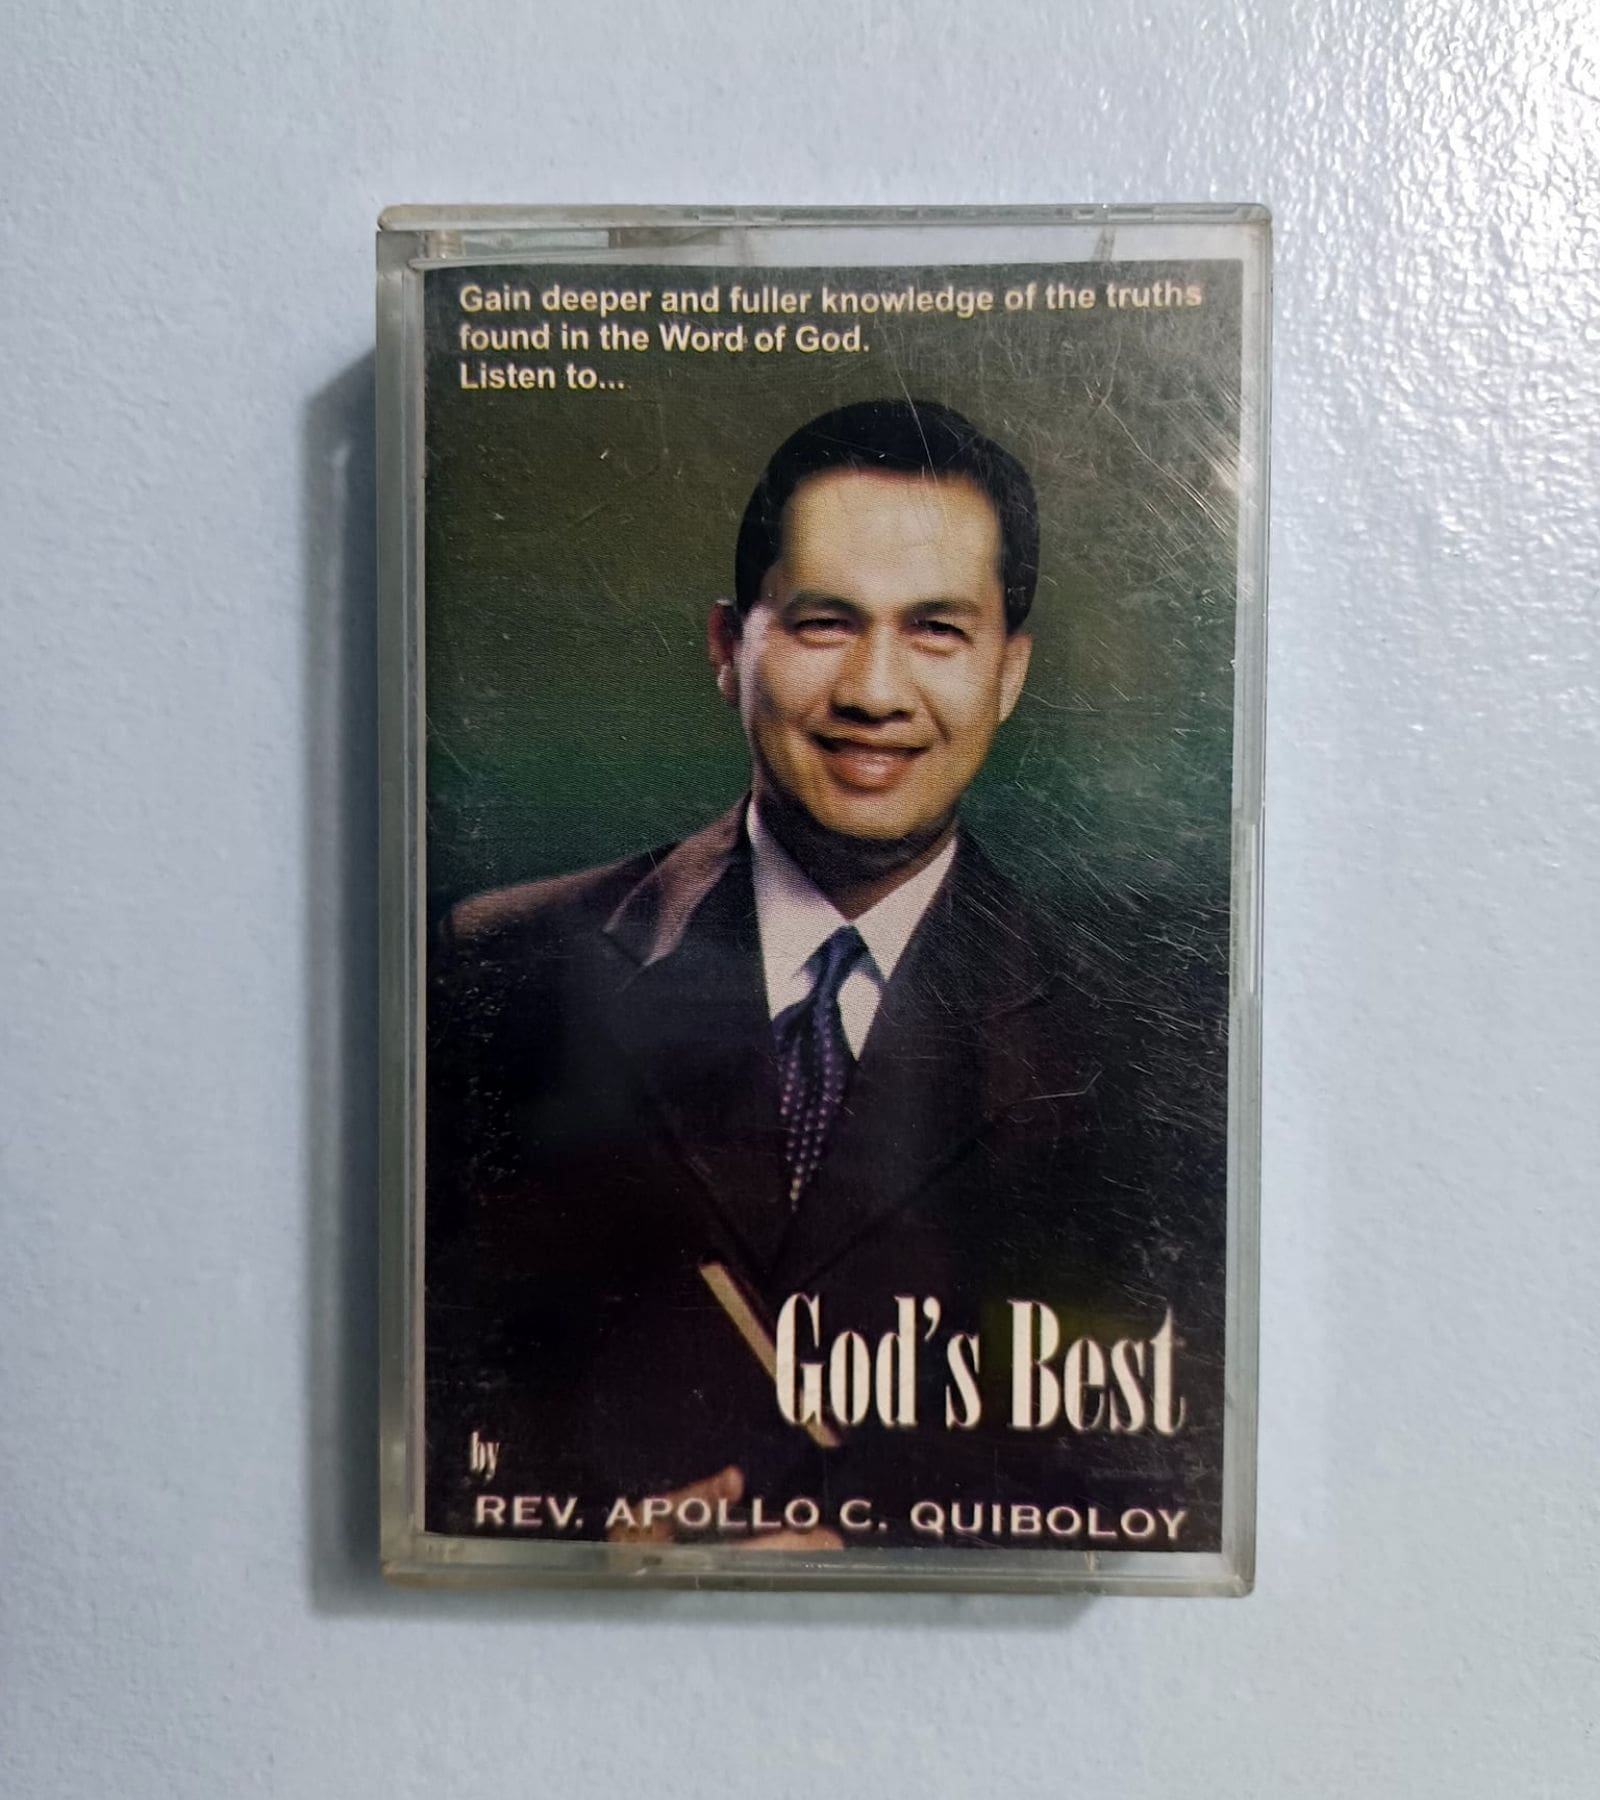 Gain deeper and fuller knowledge of the truths
found in the Word of God.
Listen to...
God's Best
by
REV. APOLLO C. QUIBOLOY